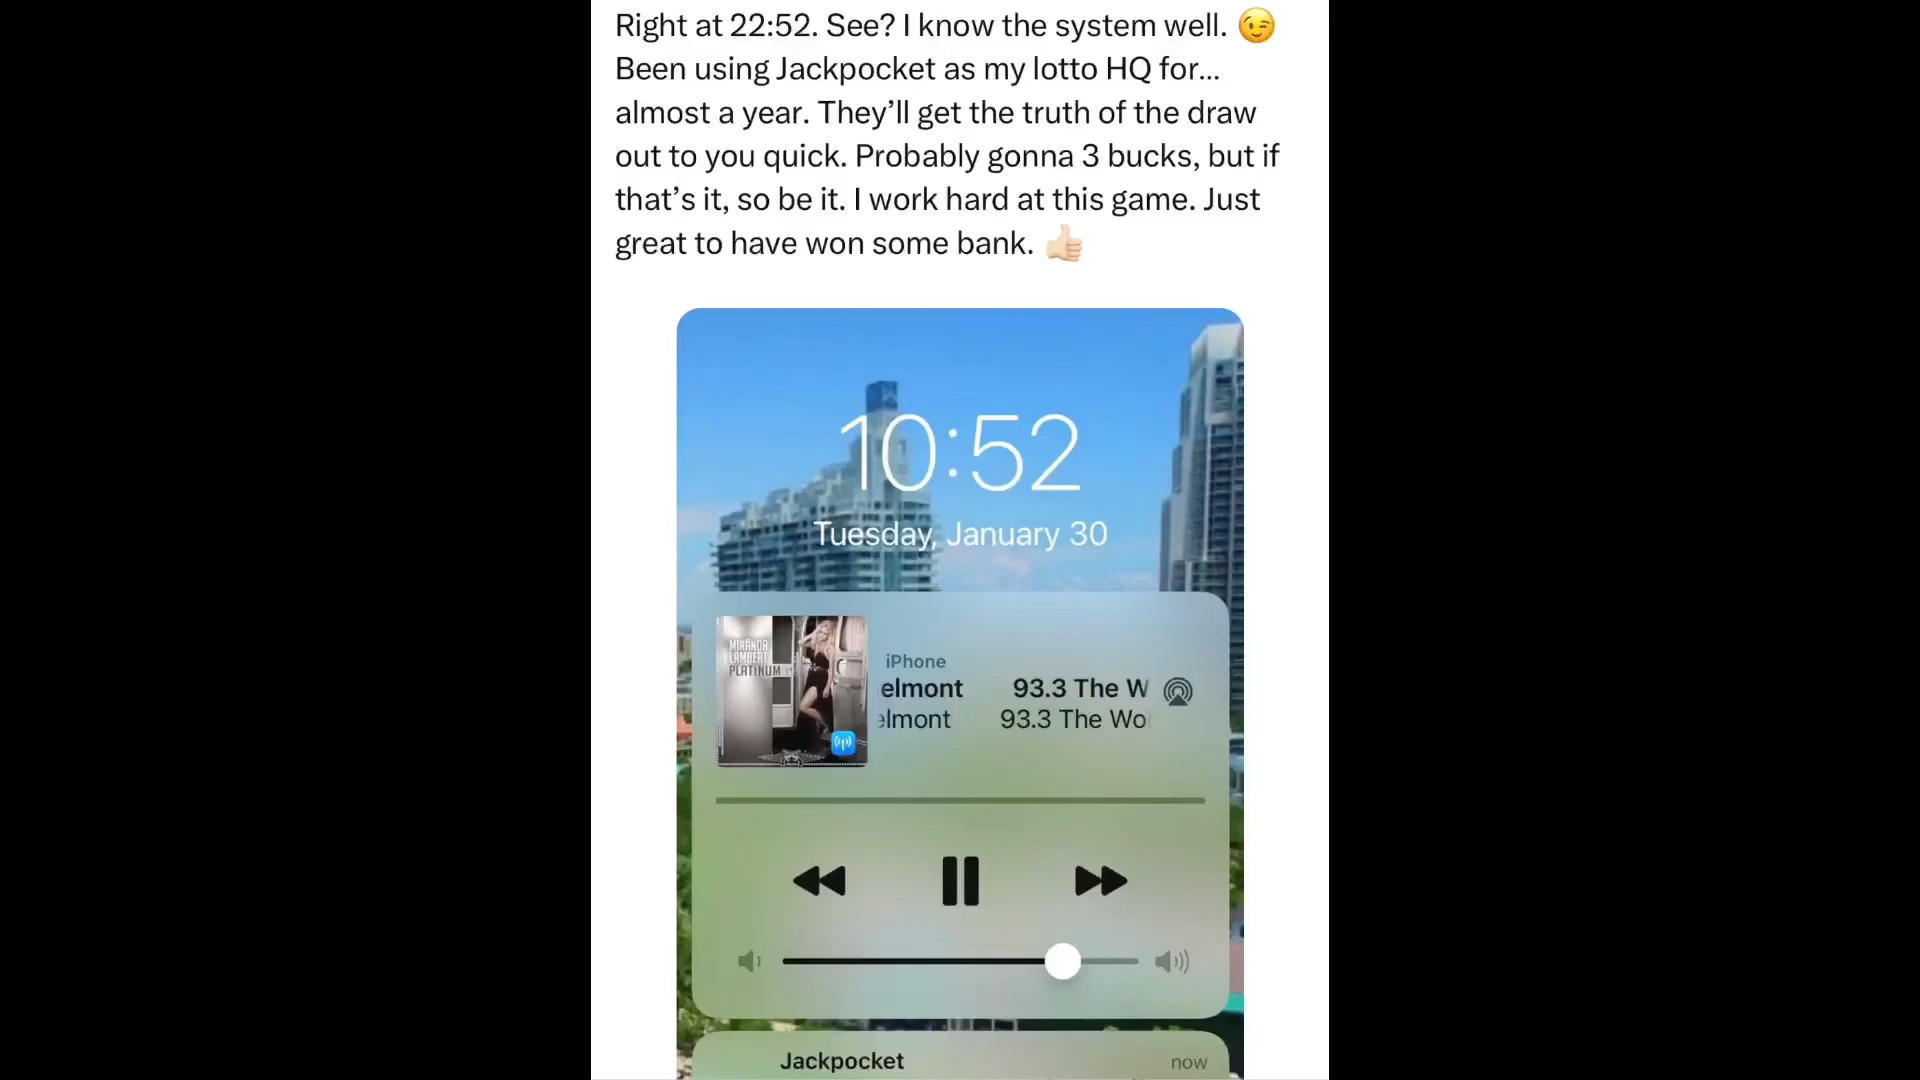 Right at 22:52. See? I know the system well. 😉
Been using Jackpocket as my lotto HQ for...
almost a year. They’ll get the truth of the draw
out to you quick. Probably gonna 3 bucks, but if
that’s it, so be it. I work hard at this game. Just
great to have won some bank. 👍🏻
10:52
Tuesday, January 30
MIRANDA
LAMBERT
PLATINUM
iPhone
elmont 93.3 The W
elmont 93.3 The Wo
Jackpocket now